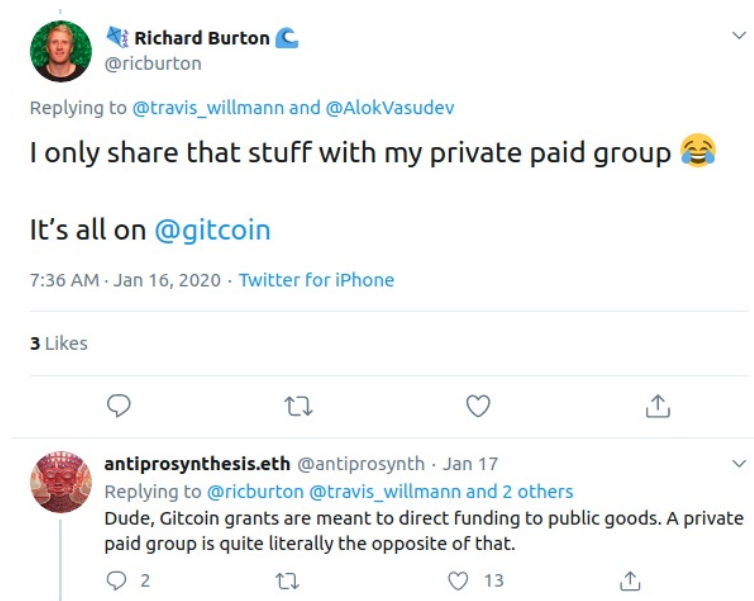 🪁 Richard Burton 🌊
@ricburton
Replying to @travis_willmann and @AlokVasudev
I only share that stuff with my private paid group 😂
It’s all on @gitcoin
7:36 AM · Jan 16, 2020 · Twitter for iPhone
3 Likes
antiprosynthesis.eth @antiprosynth · Jan 17
Replying to @ricburton @travis_willmann and 2 others
Dude, Gitcoin grants are meant to direct funding to public goods. A private
paid group is quite literally the opposite of that.
2 13